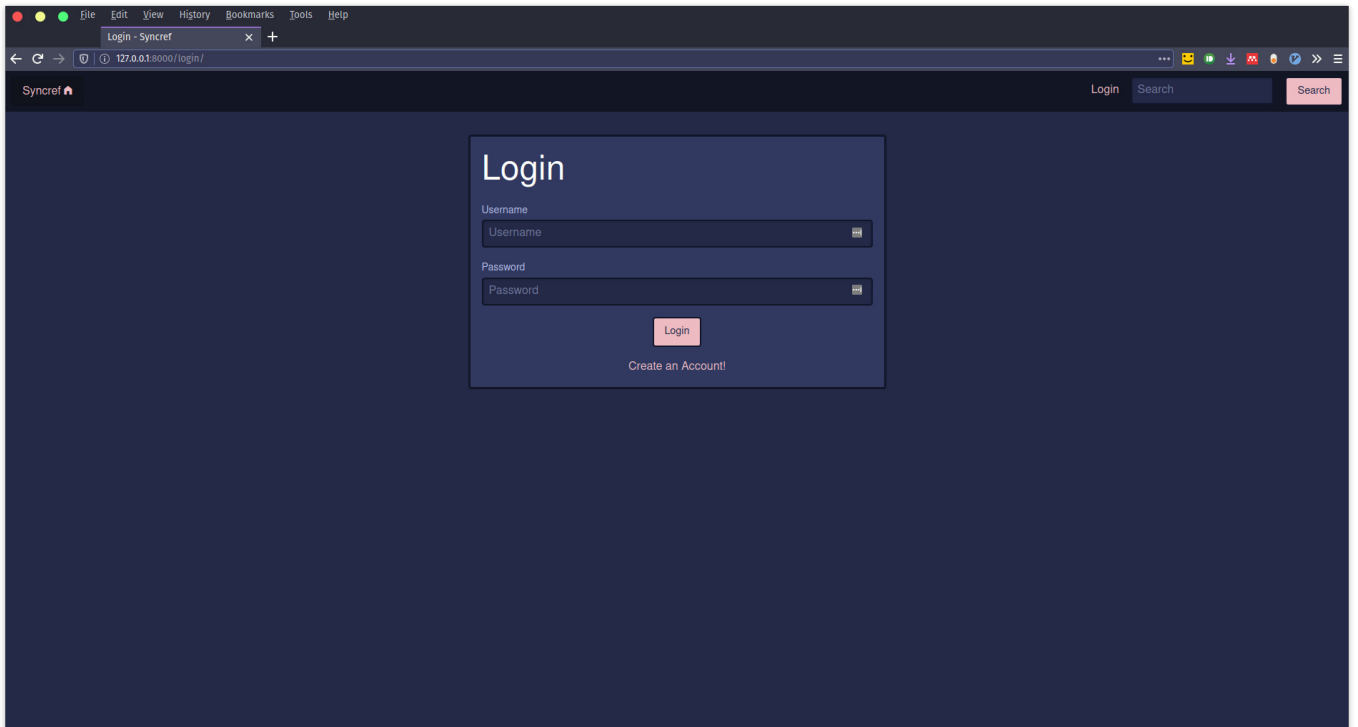 File Edit View History Bookmarks Tools Help
Login - Syncref
127.0.0.1:8000/login/
Syncref Login Search Search
Login
Username
Username
Password
Password
Login
Create an Account!